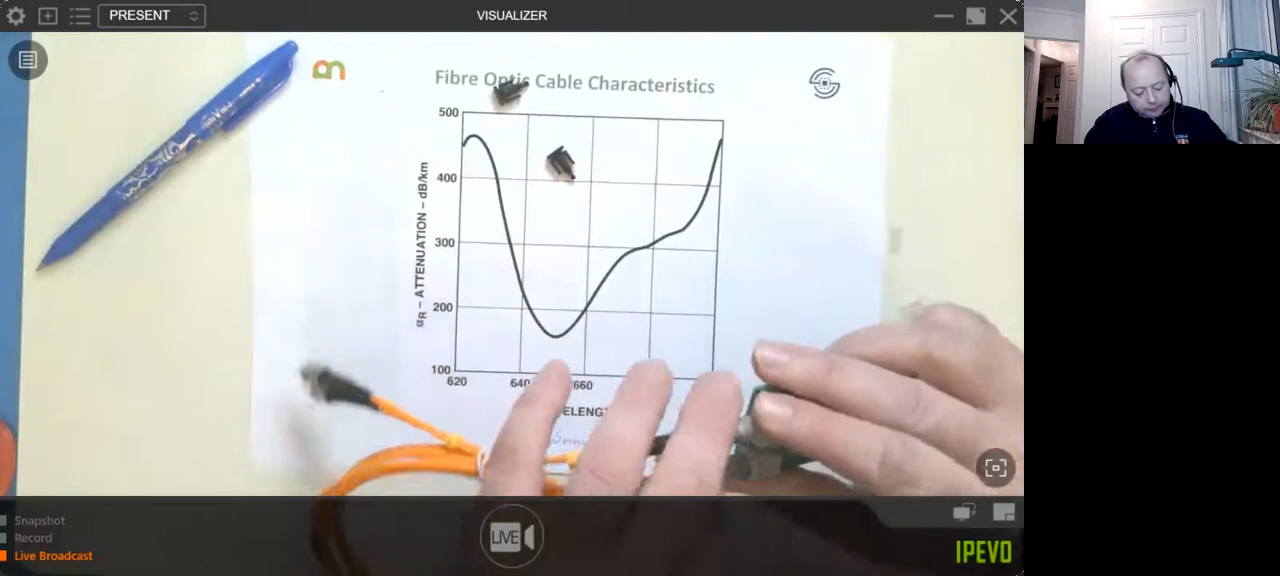 PRESENT
VISUALIZER
Fibre Optic Cable Characteristics
500
400
300
200
100
αR – ATTENUATION – dB/km
620
640
660
Snapshot
Record
Live Broadcast
LIVE
IPEVO